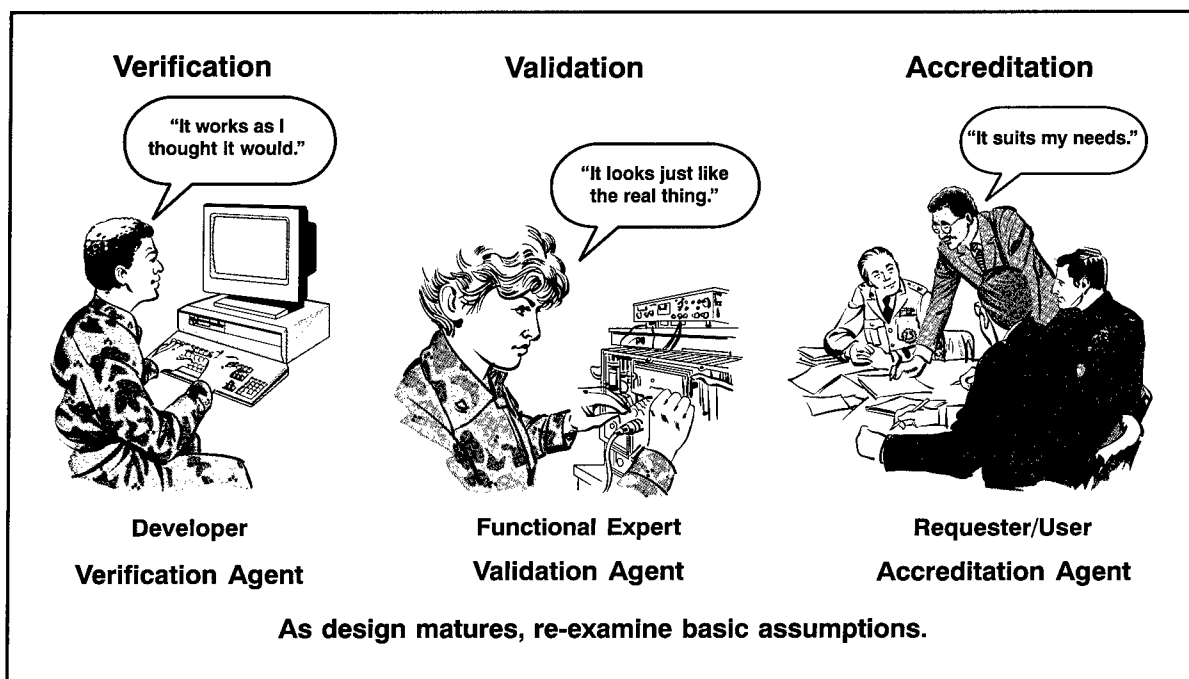 Verification
Validation
Accreditation
“It works as I
thought it would.”
“It looks just like
the real thing.”
“It suits my needs.”
Developer
Functional Expert
Requester/User
Verification Agent
Validation Agent
Accreditation Agent
As design matures, re-examine basic assumptions.